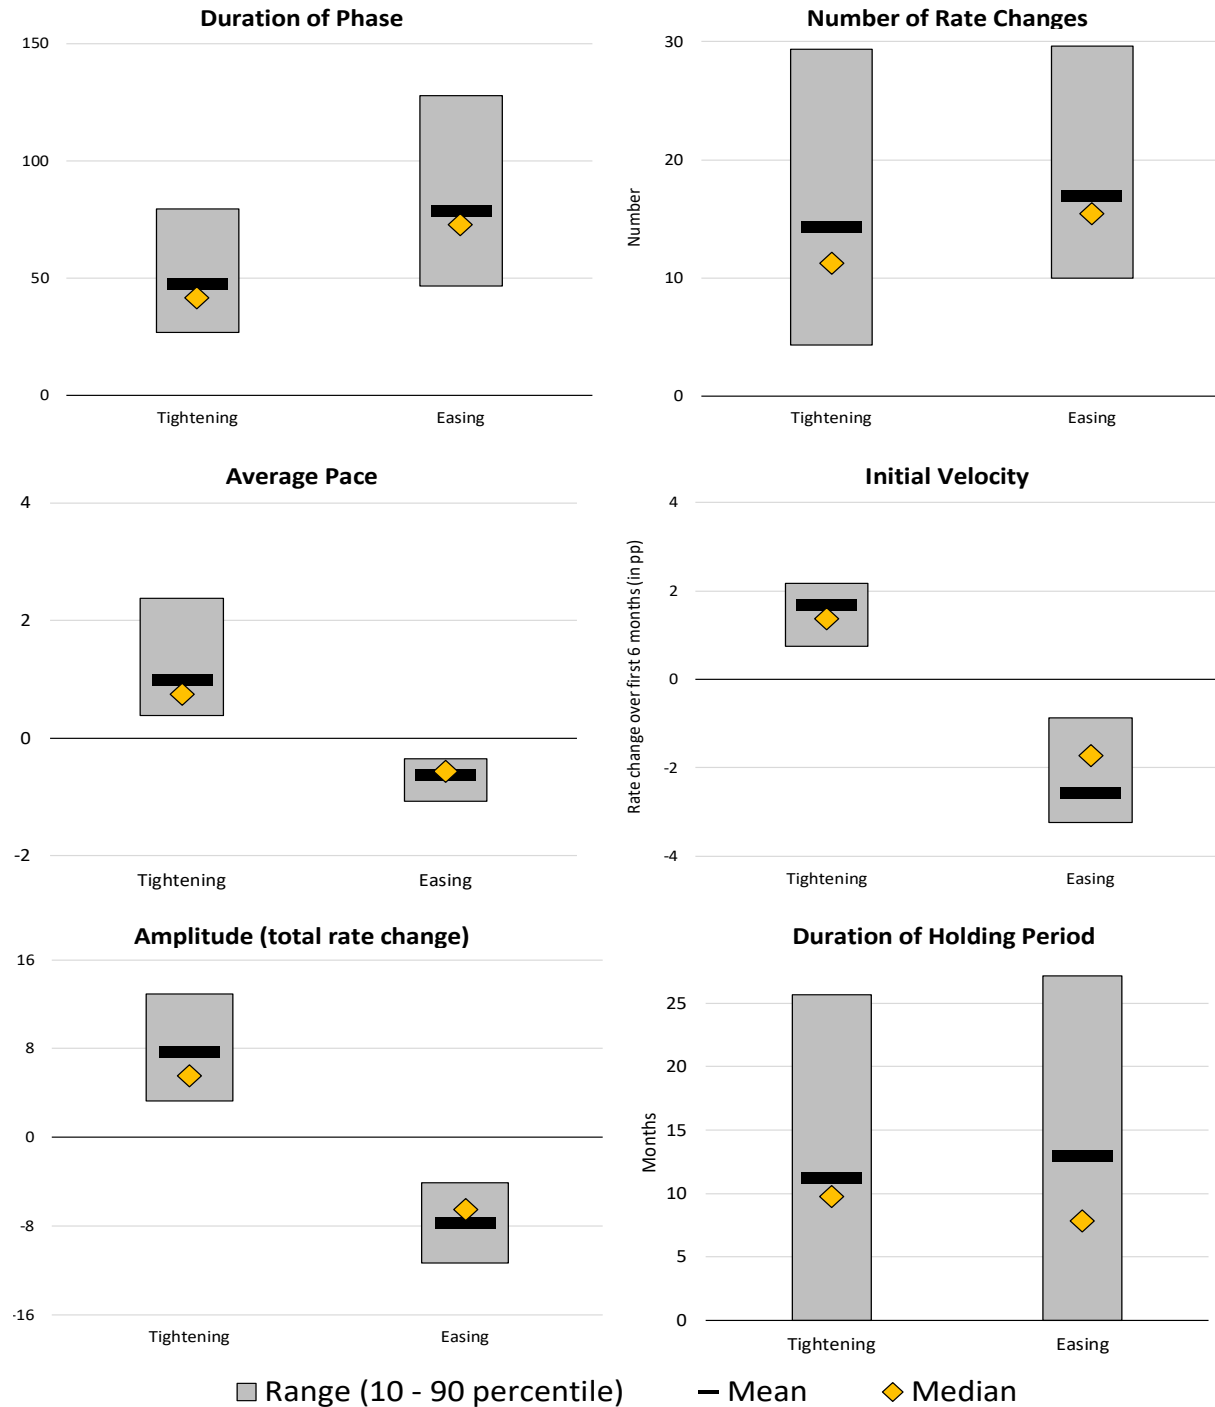 Duration of Phase
150
100
50
0
Tightening Easing
Number of Rate Changes
Number
30
20
10
0
Tightening Easing
Average Pace
4
2
0
-2
Tightening Easing
Initial Velocity
Rate change over first 6 months (in pp)
4
2
0
-2
-4
Tightening Easing
Amplitude (total rate change)
16
8
0
-8
-16
Tightening Easing
Duration of Holding Period
Months
25
20
15
10
5
0
Tightening Easing
Range (10 - 90 percentile) Mean Median